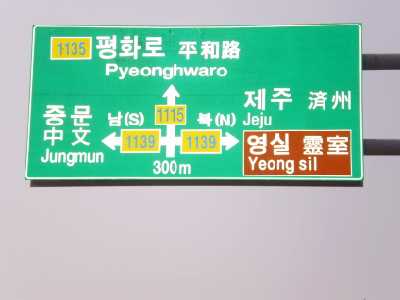 1135 평화로 平和路
Pyeonghwaro
중문
中文
Jungmun
남(S)
1115
북(N)
제주 済州
Jeju
1139
1139
영실 靈室
Yeong sil
300m